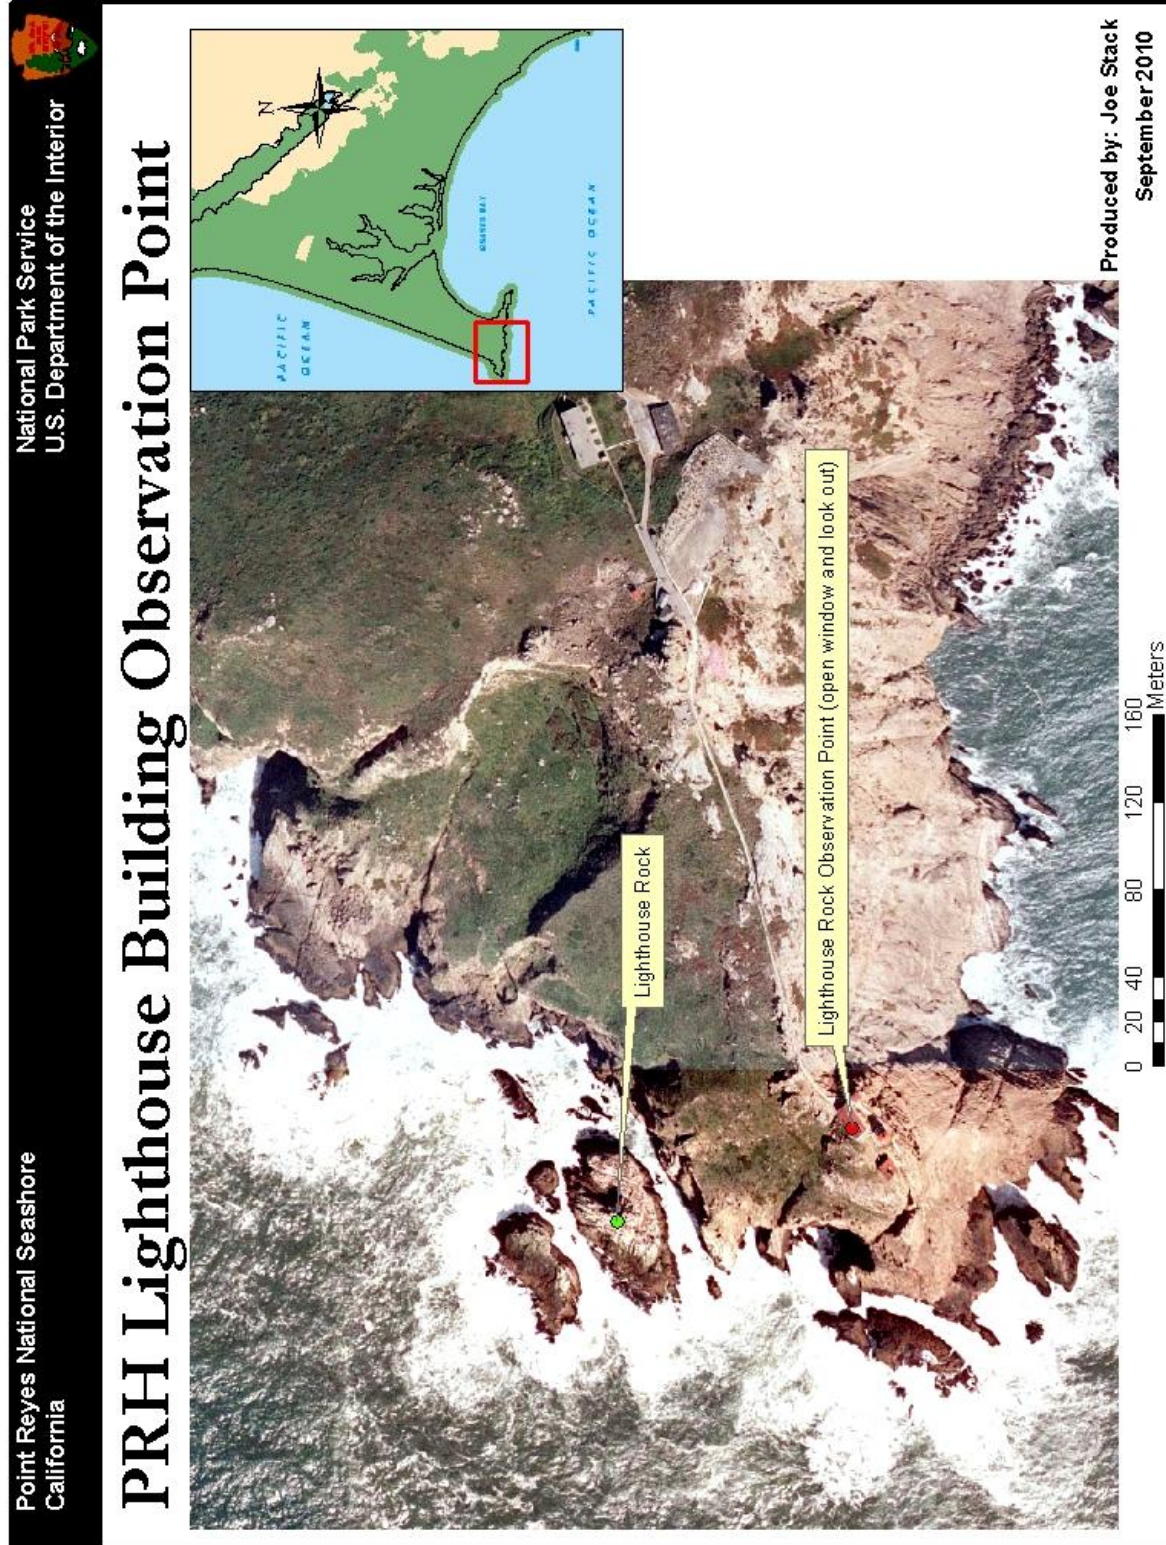 Point Reyes National Seashore
California
National Park Service
U.S. Department of the Interior
PRH Lighthouse Building Observation Point
N
PACIFIC
OCEAN
DRAKES BAY
PACIFIC OCEAN
Lighthouse Rock
Lighthouse Rock Observation Point (open window and look out)
0 20 40 80 120 160
Meters
Produced by: Joe Stack
September 2010